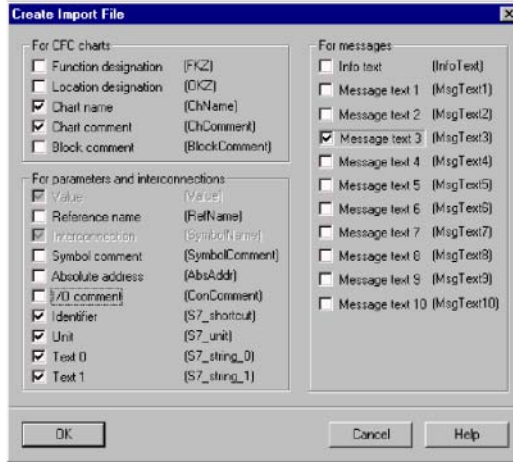 Create Import File
For CFC charts
Function designation (FKZ)
Location designation (OKZ)
Chart name (ChName)
Chart comment (ChComment)
Block comment (BlockComment)
For parameters and interconnections
Value (Value)
Reference name (RefName)
Interconnection (SymbolName)
Symbol comment (SymbolComment)
Absolute address (AbsAddr)
I/O comment (ConComment)
Identifier (S7_shortcut)
Unit (S7_unit)
Text 0 (S7_string_0)
Text 1 (S7_string_1)
For messages
Info text (InfoText)
Message text 1 (MsgText1)
Message text 2 (MsgText2)
Message text 3 (MsgText3)
Message text 4 (MsgText4)
Message text 5 (MsgText5)
Message text 6 (MsgText6)
Message text 7 (MsgText7)
Message text 8 (MsgText8)
Message text 9 (MsgText9)
Message text 10 (MsgText10)
OK
Cancel
Help